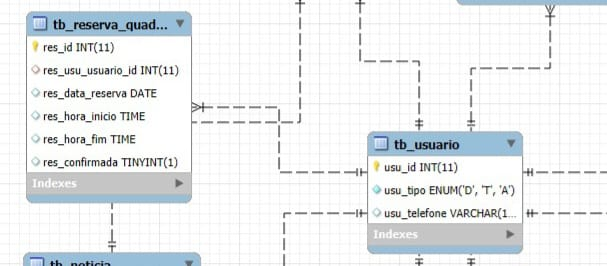 tb_reserva_quad...
res_id INT(11)
res_usu_usuario_id INT(11)
res_data_reserva DATE
res_hora_inicio TIME
res_hora_fim TIME
res_confirmada TINYINT(1)
Indexes
tb_usuario
usu_id INT(11)
usu_tipo ENUM('D', 'T', 'A')
usu_telefone VARCHAR(1...
Indexes
tb_noticia